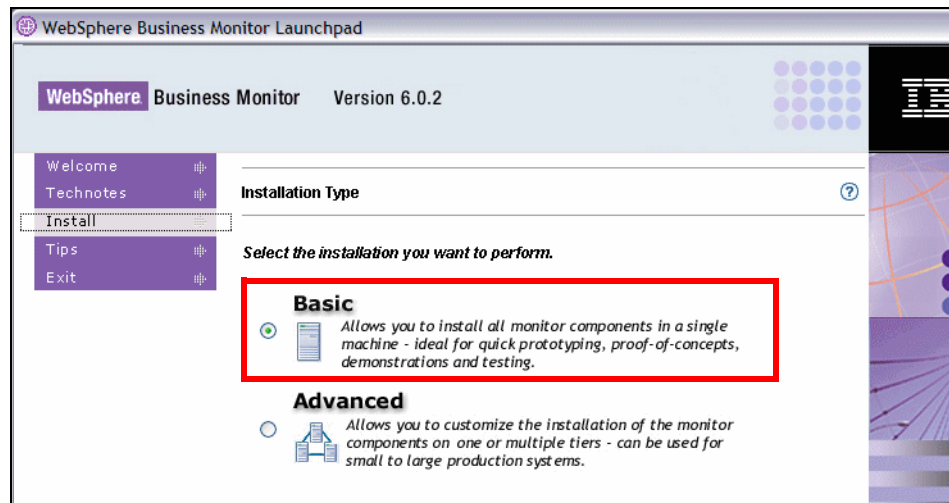 WebSphere Business Monitor Launchpad
WebSphere Business Monitor Version 6.0.2
Welcome
Technotes
Install
Tips
Exit
Installation Type
?
Select the installation you want to perform.
Basic
Allows you to install all monitor components in a single
machine - ideal for quick prototyping, proof-of-concepts,
demonstrations and testing.
Advanced
Allows you to customize the installation of the monitor
components on one or multiple tiers - can be used for
small to large production systems.